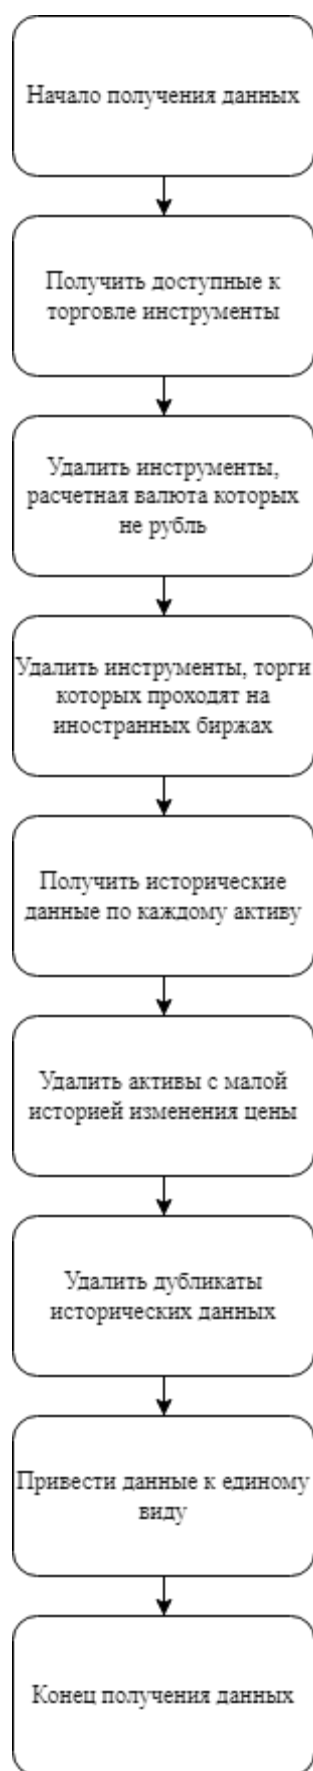 Начало получения данных
Получить доступные к
торговле инструменты
Удалить инструменты,
расчетная валюта которых
не рубль
Удалить инструменты, торги
которых проходят на
иностранных биржах
Получить исторические
данные по каждому активу
Удалить активы с малой
историей изменения цены
Удалить дубликаты
исторических данных
Привести данные к единому
виду
Конец получения данных